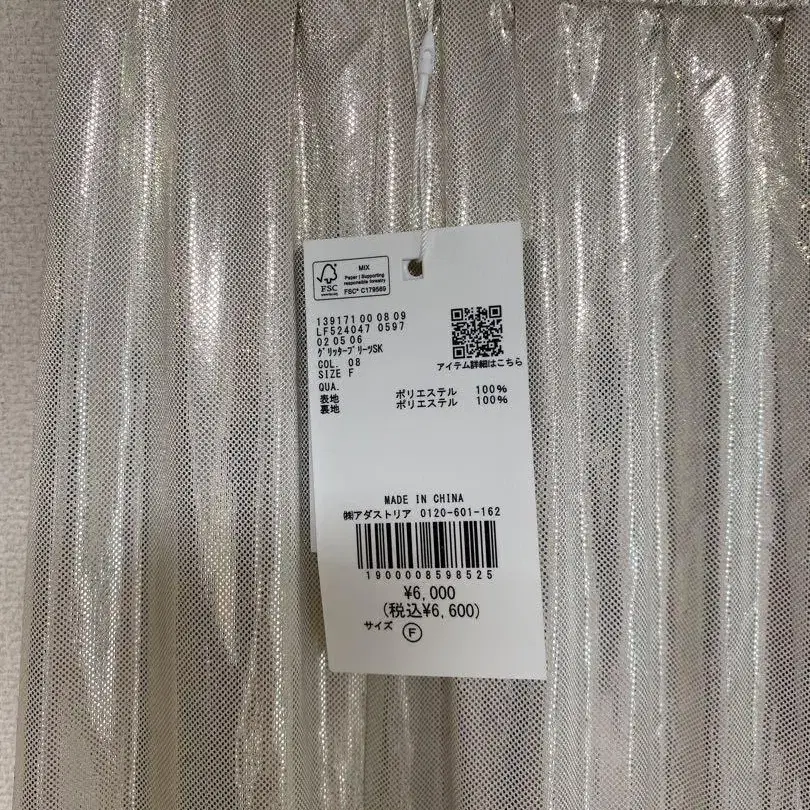 MIX
Paper | Supporting
responsible forestry
FSC® C179569
FSC
139171 00 08 09
LF524047 0597
02 05 06
グリッタープリーツSK
COL. 08
SIZE F
アイテム詳細はこちら
QUA.
表地 ポリエステル 100%
裏地 ポリエステル 100%
MADE IN CHINA
㈱アダストリア 0120-601-162
1900008598525
¥6,000
(税込¥6,600)
サイズ F